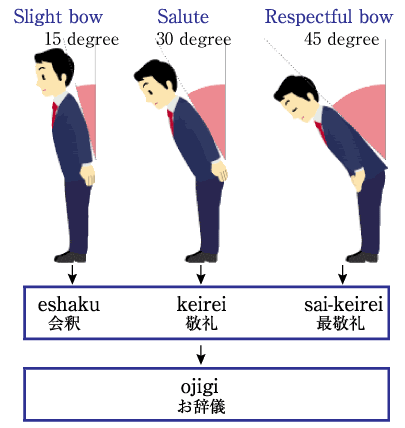 Slight bow Salute Respectful bow
15 degree 30 degree 45 degree
eshaku keirei sai-keirei
会釈 敬礼 最敬礼
ojigi
お辞儀